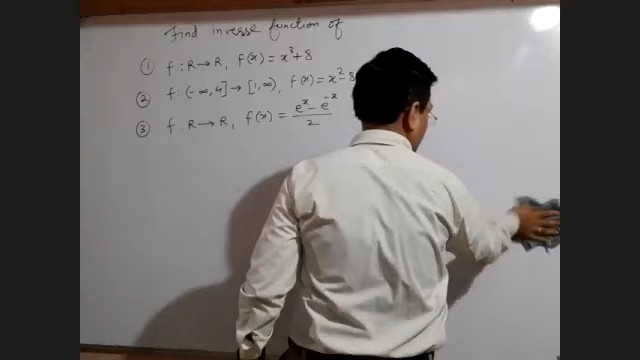 Find inverse function of
① f : R → R, f(x) = x³ + 8
② f : (-∞, 4] → [1, ∞), f(x) = x² - 8
③ f : R → R, f(x) = (eˣ - e⁻ˣ)/2